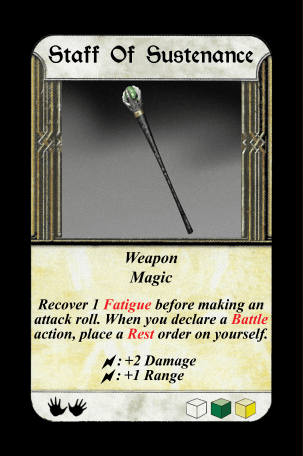 Staff Of Sustenance
Weapon
Magic
Recover 1 Fatigue before making an
attack roll. When you declare a Battle
action, place a Rest order on yourself.
: +2 Damage
: +1 Range